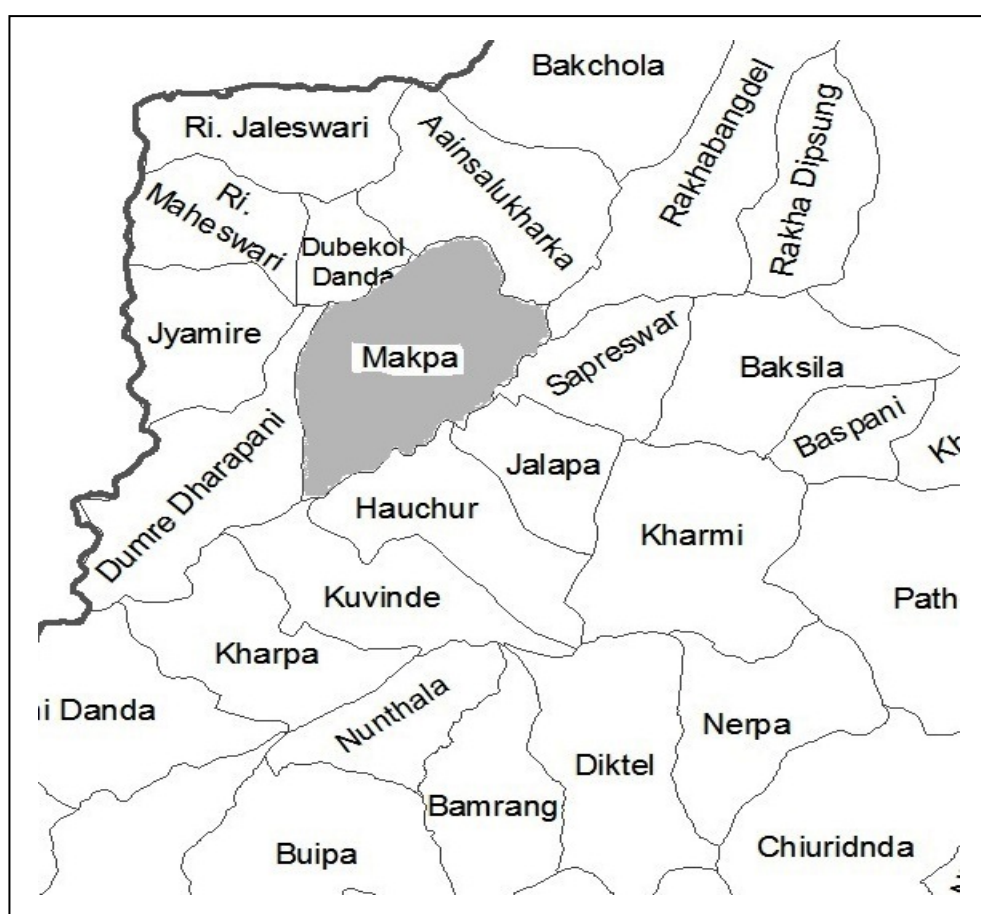 Bakchola
Ri. Jaleswari
Aainsalukharka
Rakhabangdel
Rakha Dipsung
Ri.
Maheswari
Dubekol
Danda
Jyamire
Makpa
Sapreswar
Baksila
Baspani
Kh
Dumre Dharapani
Hauchur
Jalapa
Kharmi
Kuvinde
Path
Kharpa
i Danda
Nunthala
Nerpa
Diktel
Bamrang
Buipa
Chiuridnda